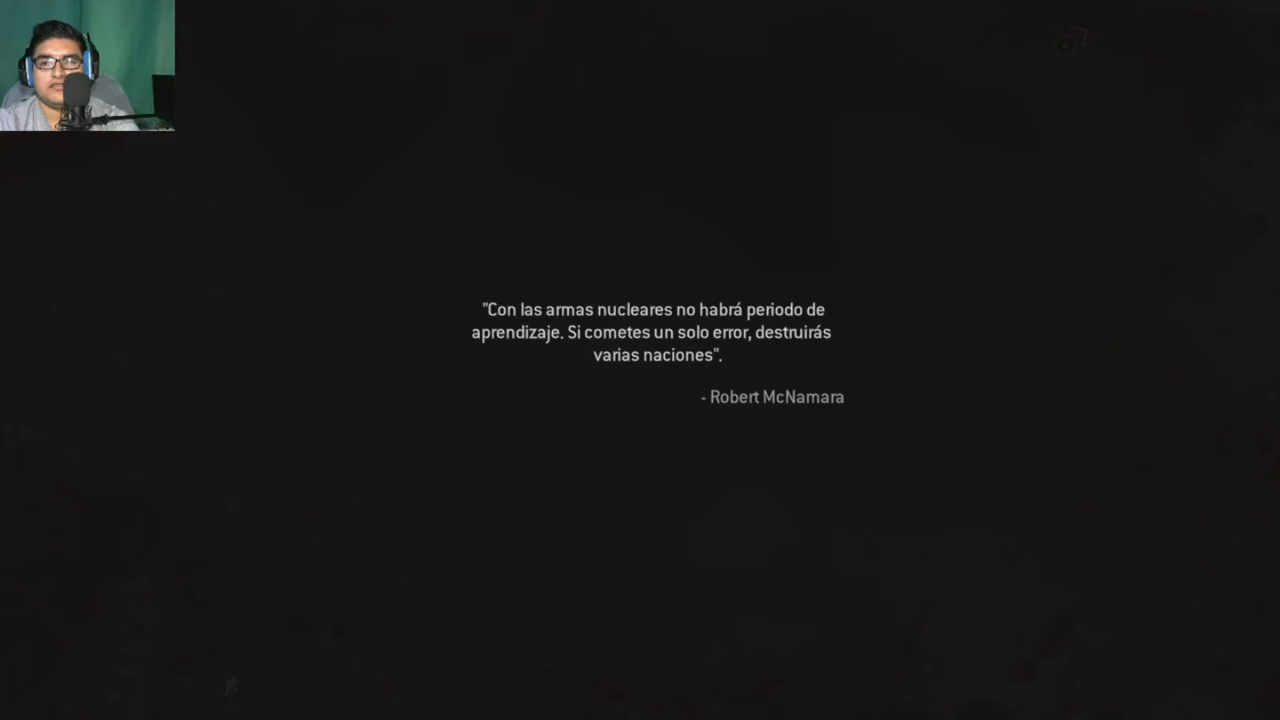 "Con las armas nucleares no habrá periodo de
aprendizaje. Si cometes un solo error, destruirás
varias naciones".
- Robert McNamara